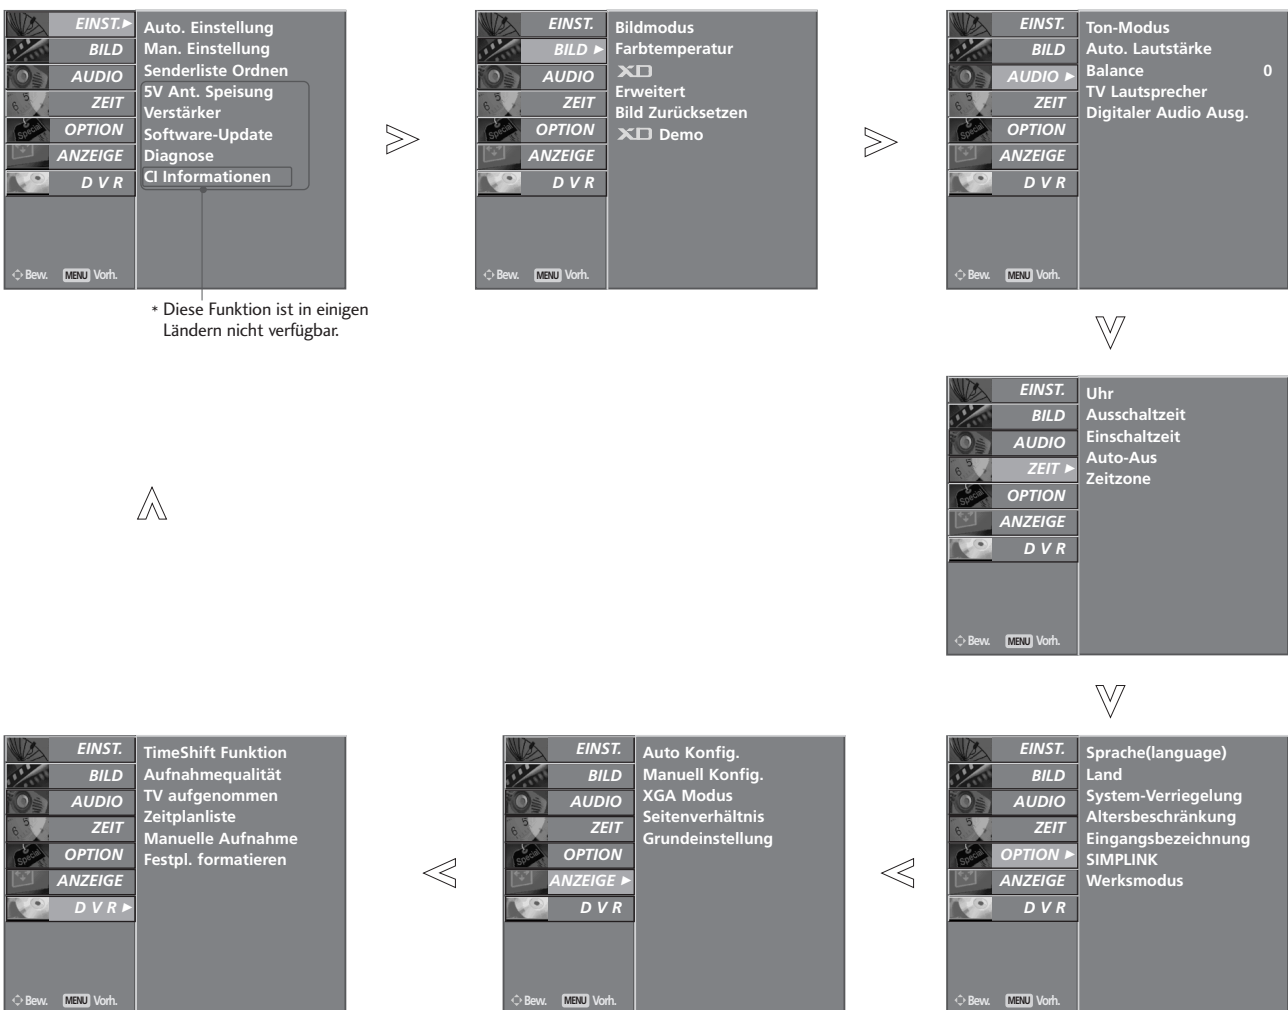 EINST.
BILD
AUDIO
ZEIT
OPTION
ANZEIGE
D V R
Auto. Einstellung
Man. Einstellung
Senderliste Ordnen
5V Ant. Speisung
Verstärker
Software-Update
Diagnose
CI Informationen
Bew. MENU Vorh.
* Diese Funktion ist in einigen
Ländern nicht verfügbar.
EINST.
BILD
AUDIO
ZEIT
OPTION
ANZEIGE
D V R
Bildmodus
Farbtemperatur
XD
Erweitert
Bild Zurücksetzen
XD Demo
Bew. MENU Vorh.
EINST.
BILD
AUDIO
ZEIT
OPTION
ANZEIGE
D V R
Ton-Modus
Auto. Lautstärke
Balance 0
TV Lautsprecher
Digitaler Audio Ausg.
Bew. MENU Vorh.
EINST.
BILD
AUDIO
ZEIT
OPTION
ANZEIGE
D V R
Uhr
Ausschaltzeit
Einschaltzeit
Auto-Aus
Zeitzone
Bew. MENU Vorh.
EINST.
BILD
AUDIO
ZEIT
OPTION
ANZEIGE
D V R
TimeShift Funktion
Aufnahmequalität
TV aufgenommen
Zeitplanliste
Manuelle Aufnahme
Festpl. formatieren
Bew. MENU Vorh.
EINST.
BILD
AUDIO
ZEIT
OPTION
ANZEIGE
D V R
Auto Konfig.
Manuell Konfig.
XGA Modus
Seitenverhältnis
Grundeinstellung
Bew. MENU Vorh.
EINST.
BILD
AUDIO
ZEIT
OPTION
ANZEIGE
D V R
Sprache(language)
Land
System-Verriegelung
Altersbeschränkung
Eingangsbezeichnung
SIMPLINK
Werksmodus
Bew. MENU Vorh.